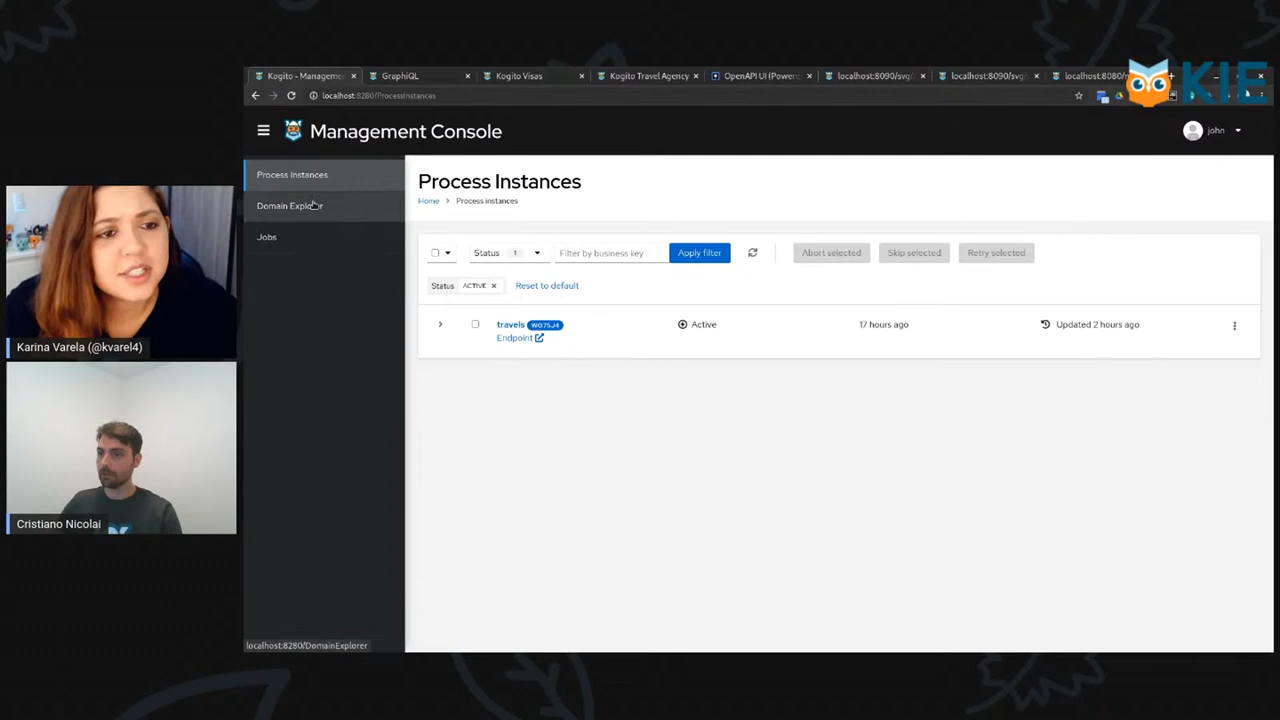 Kogito - Manageme
GraphiQL
Kogito Visas
Kogito Travel Agency
OpenAPI UI (Power
localhost:8090/svg/
localhost:8090/svg/
localhost:8080/
KIE
localhost:8280/ProcessInstances
Management Console
john
Process Instances
Domain Explorer
Jobs
Process Instances
Home > Process instances
Status 1
Filter by business key
Apply filter
Abort selected
Skip selected
Retry selected
Status ACTIVE ×
Reset to default
travels WG75J4
Active
17 hours ago
Updated 2 hours ago
Endpoint
Karina Varela (@kvarel4)
Cristiano Nicolai
localhost:8280/DomainExplorer